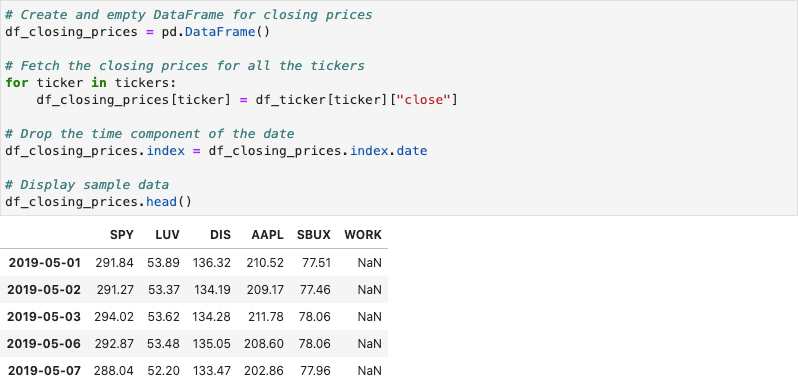 # Create and empty DataFrame for closing prices
df_closing_prices = pd.DataFrame()
# Fetch the closing prices for all the tickers
for ticker in tickers:
    df_closing_prices[ticker] = df_ticker[ticker]["close"]
# Drop the time component of the date
df_closing_prices.index = df_closing_prices.index.date
# Display sample data
df_closing_prices.head()
SPY LUV DIS AAPL SBUX WORK
2019-05-01 291.84 53.89 136.32 210.52 77.51 NaN
2019-05-02 291.27 53.37 134.19 209.17 77.46 NaN
2019-05-03 294.02 53.62 134.28 211.78 78.06 NaN
2019-05-06 292.87 53.48 135.05 208.60 78.06 NaN
2019-05-07 288.04 52.20 133.47 202.86 77.96 NaN